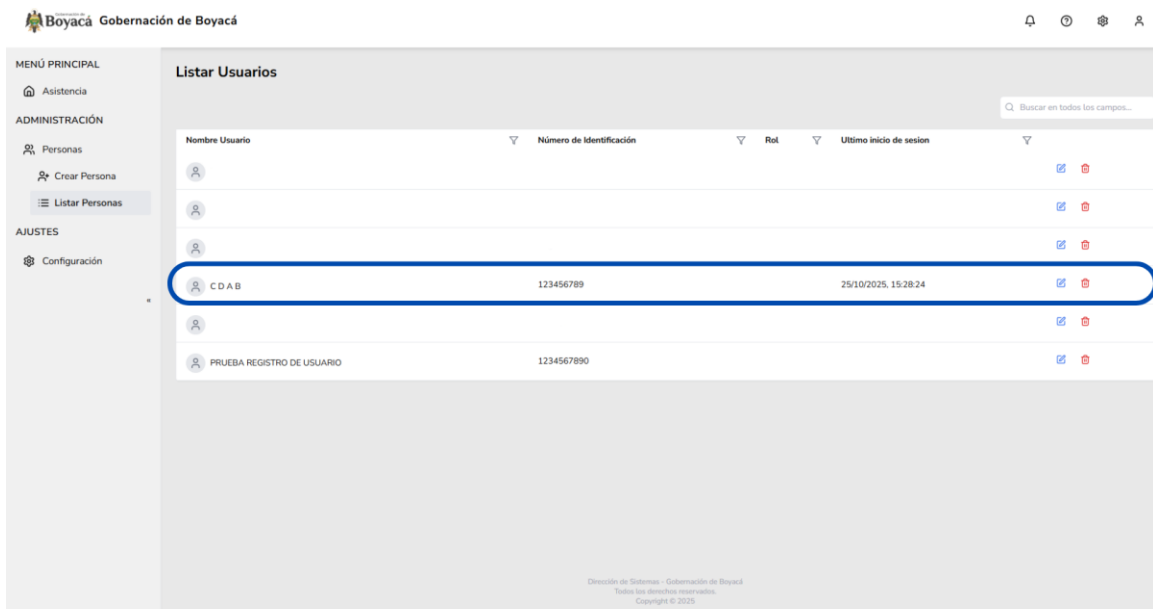 Gobernación de
Boyacá Gobernación de Boyacá
MENÚ PRINCIPAL
Asistencia
ADMINISTRACIÓN
Personas
Crear Persona
Listar Personas
AJUSTES
Configuración
«
Listar Usuarios
Buscar en todos los campos...
Nombre Usuario Número de Identificación Rol Ultimo inicio de sesion
C D A B 123456789 25/10/2025, 15:28:24
PRUEBA REGISTRO DE USUARIO 1234567890
Dirección de Sistemas - Gobernación de Boyacá
Todos los derechos reservados.
Copyright © 2025